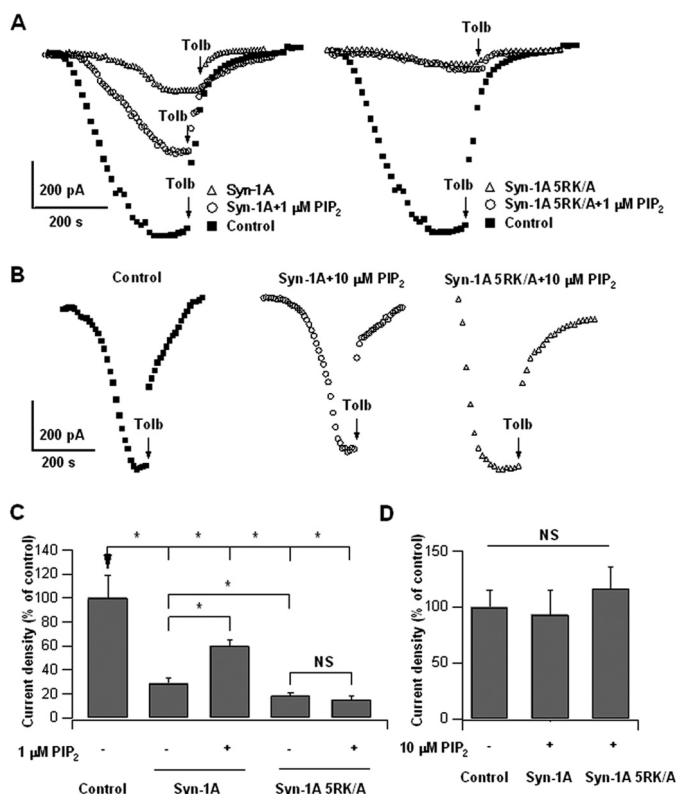 A
Tolb
Tolb
Tolb
200 pA
200 s
Syn-1A
Syn-1A+1 µM PIP2
Control
Tolb
Tolb
Syn-1A 5RK/A
Syn-1A 5RK/A+1 µM PIP2
Control
B
Control
Syn-1A+10 µM PIP2
Syn-1A 5RK/A+10 µM PIP2
200 pA
200 s
Tolb
Tolb
Tolb
C
Current density (% of control)
140
120
100
80
60
40
20
0
* * * *
*
*
NS
1 µM PIP2 - - + - +
Control Syn-1A Syn-1A 5RK/A
D
Current density (% of control)
150
100
50
0
NS
10 µM PIP2 - + +
Control Syn-1A Syn-1A 5RK/A